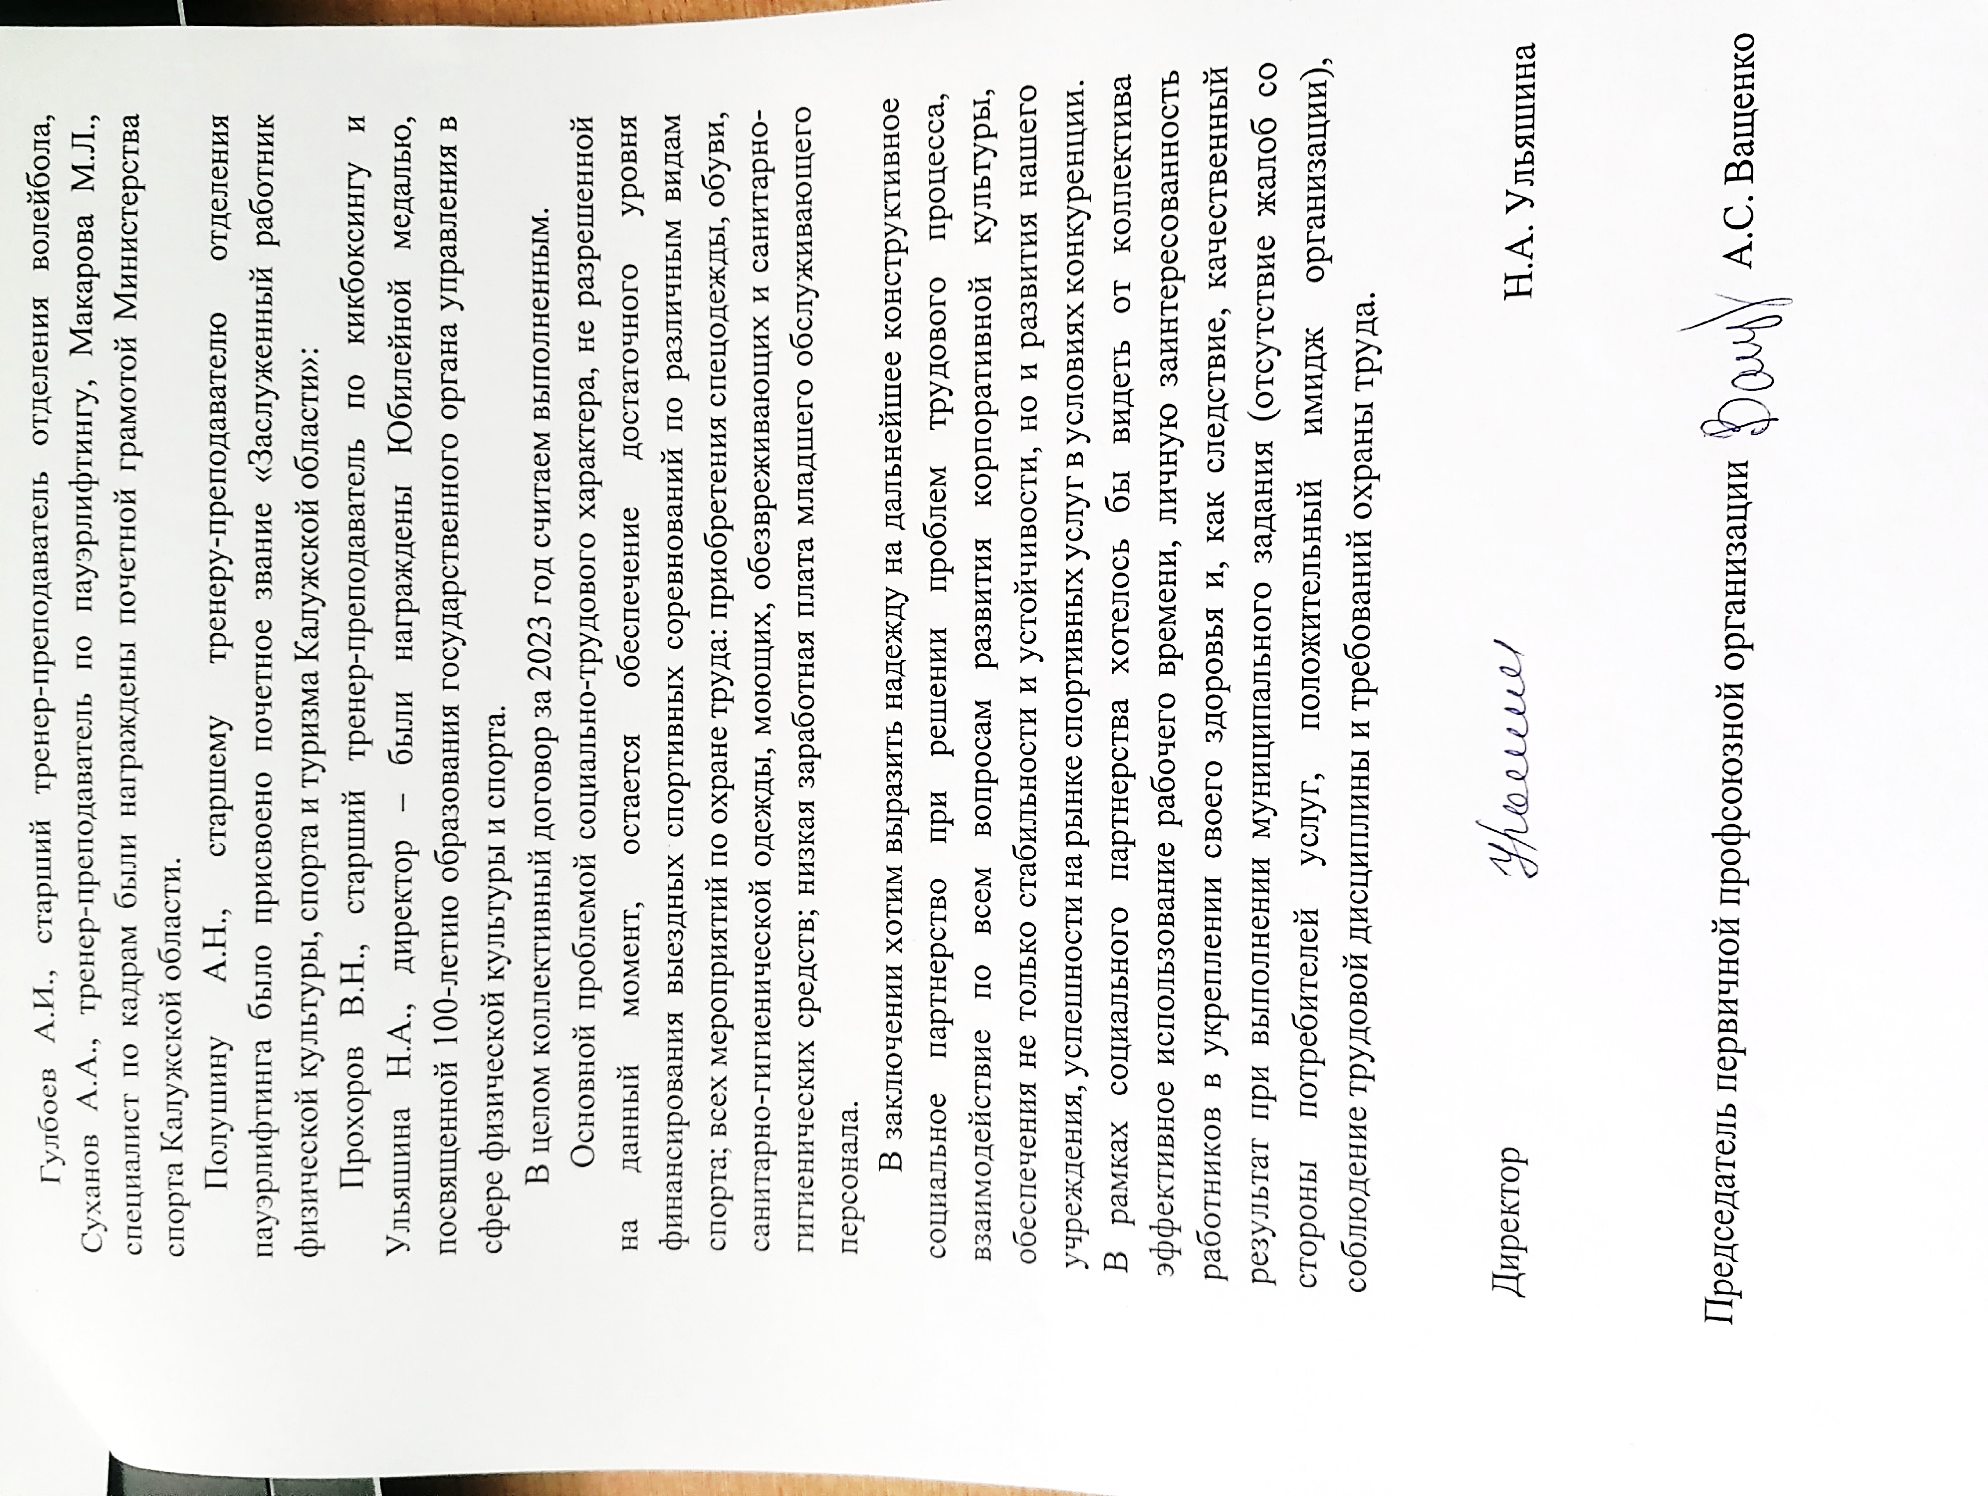 Гулбоев А.И., старший тренер-преподаватель отделения волейбола,
Суханов А.А., тренер-преподаватель по пауэрлифтингу, Макарова М.Л.,
специалист по кадрам были награждены почетной грамотой Министерства
спорта Калужской области.
Полушину А.Н., старшему тренеру-преподавателю отделения
пауэрлифтинга было присвоено почетное звание «Заслуженный работник
физической культуры, спорта и туризма Калужской области»:
Прохоров В.Н., старший тренер-преподаватель по кикбоксингу и
Ульяшина Н.А., директор – были награждены Юбилейной медалью,
посвященной 100-летию образования государственного органа управления в
сфере физической культуры и спорта.
В целом коллективный договор за 2023 год считаем выполненным.
Основной проблемой социально-трудового характера, не разрешенной
на данный момент, остается обеспечение достаточного уровня
финансирования выездных спортивных соревнований по различным видам
спорта; всех мероприятий по охране труда: приобретения спецодежды, обуви,
санитарно-гигиенической одежды, моющих, обезвреживающих и санитарно-
гигиенических средств; низкая заработная плата младшего обслуживающего
персонала.
В заключении хотим выразить надежду на дальнейшее конструктивное
социальное партнерство при решении проблем трудового процесса,
взаимодействие по всем вопросам развития корпоративной культуры,
обеспечения не только стабильности и устойчивости, но и развития нашего
учреждения, успешности на рынке спортивных услуг в условиях конкуренции.
В рамках социального партнерства хотелось бы видеть от коллектива
эффективное использование рабочего времени, личную заинтересованность
работников в укреплении своего здоровья и, как следствие, качественный
результат при выполнении муниципального задания (отсутствие жалоб со
стороны потребителей услуг, положительный имидж организации),
соблюдение трудовой дисциплины и требований охраны труда.
Директор Н.А. Ульяшина
Председатель первичной профсоюзной организации А.С. Ващенко